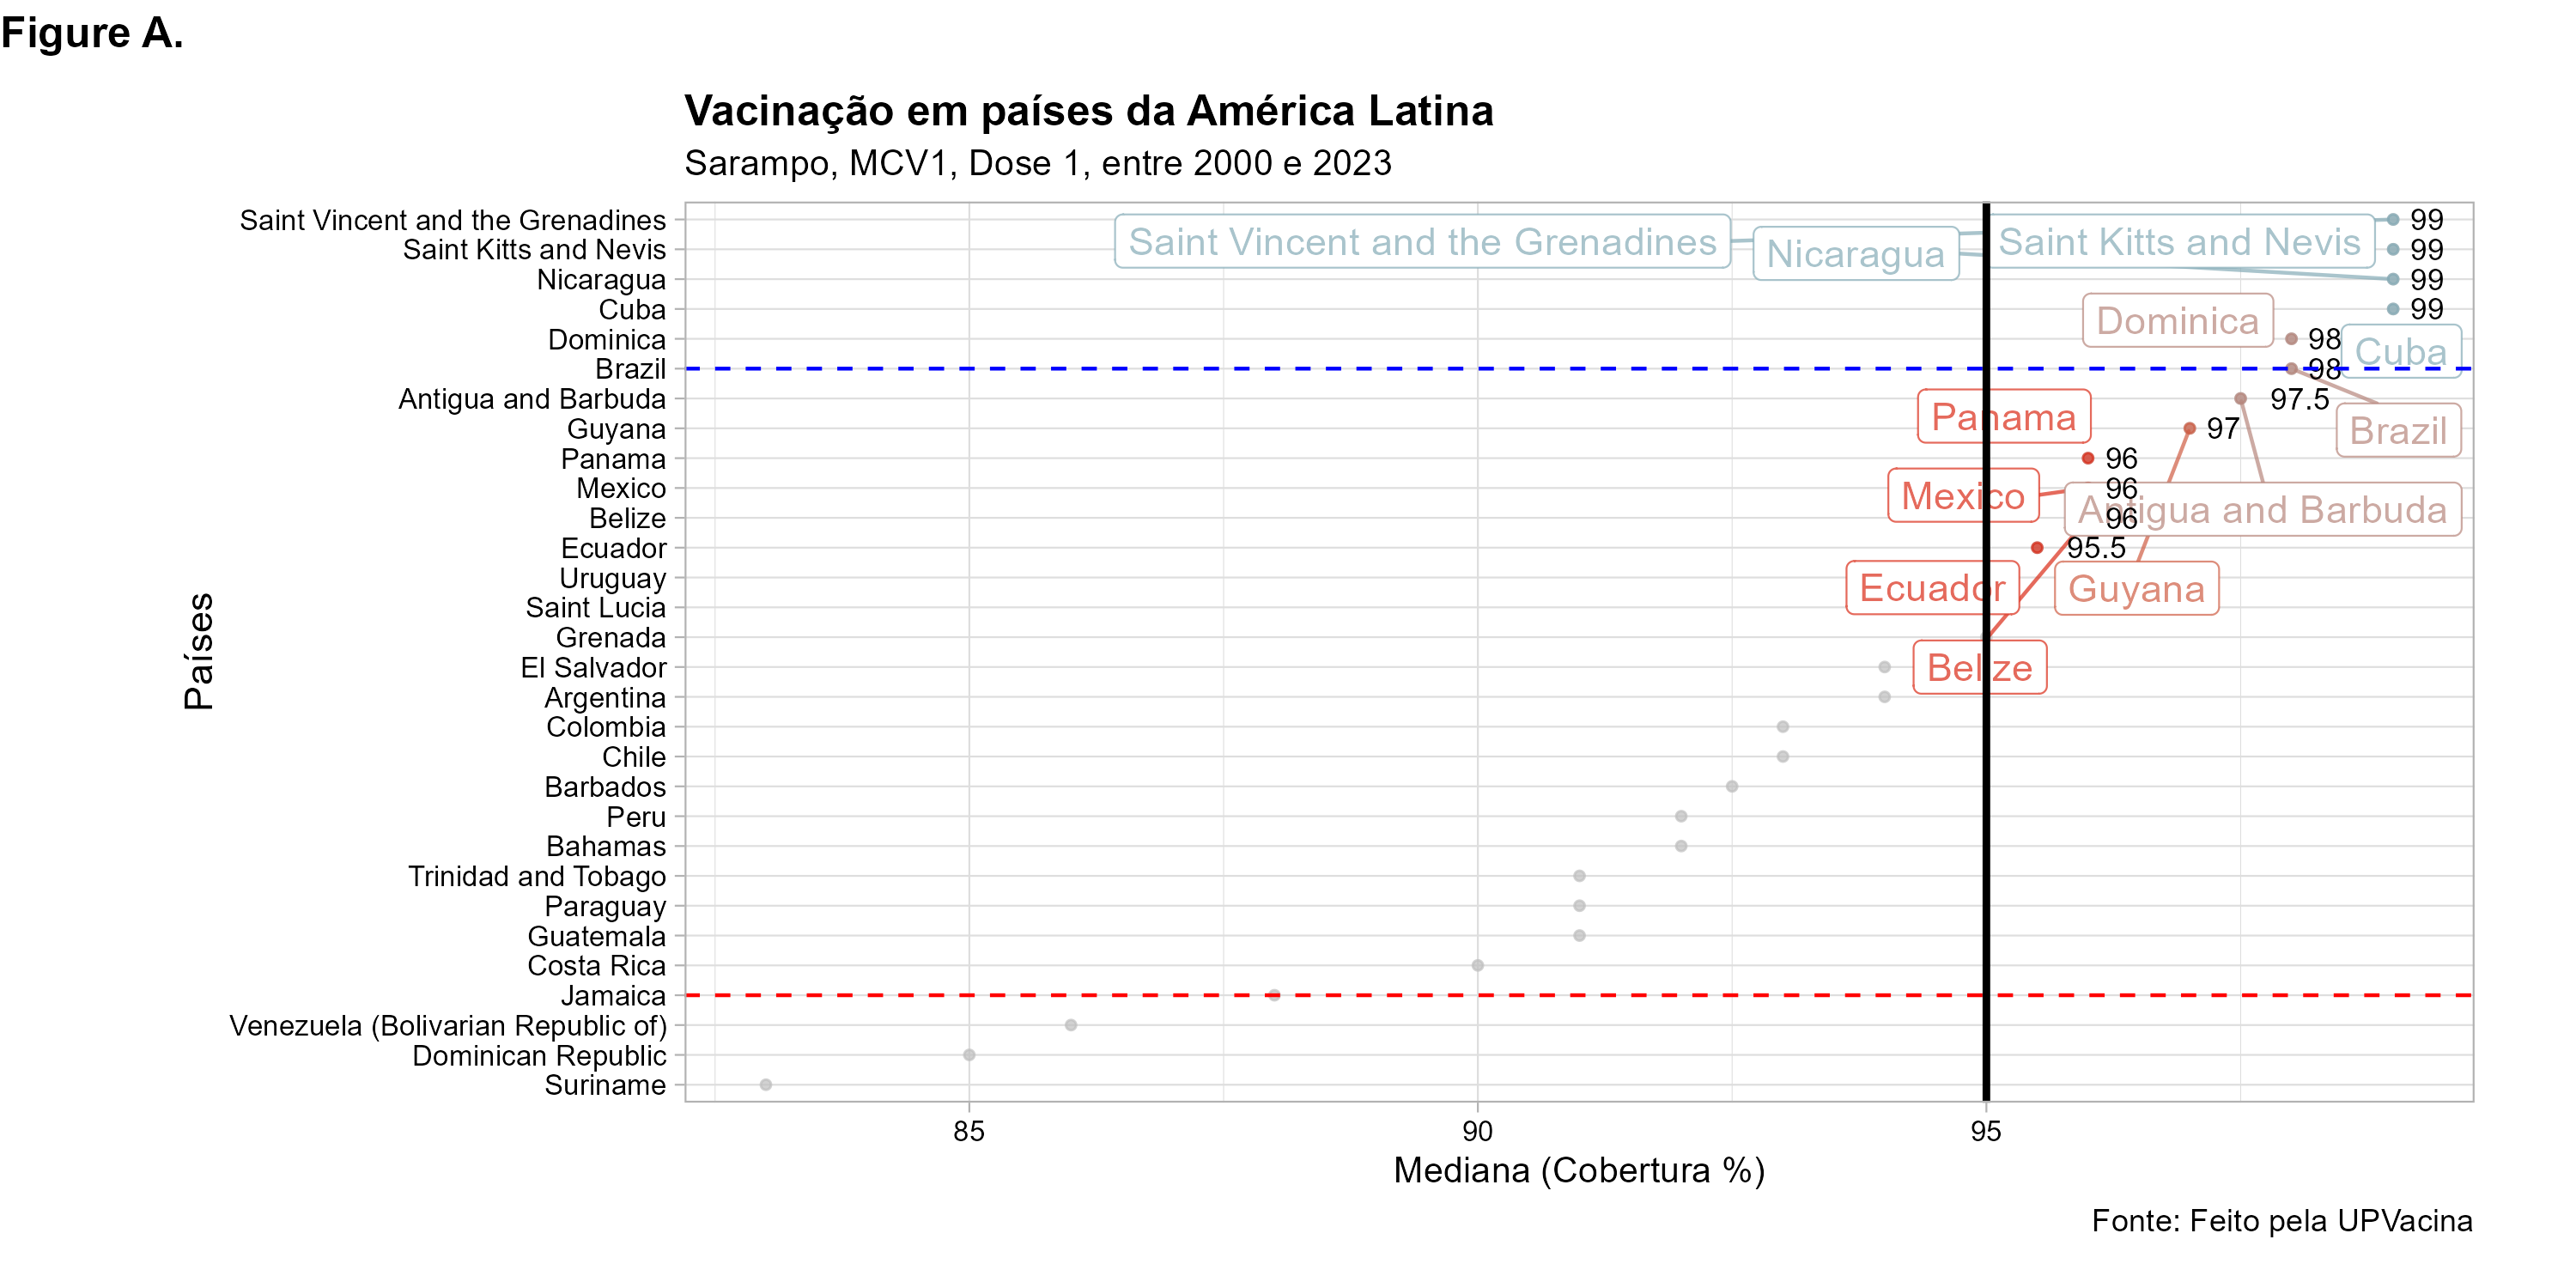 Figure A.
Vacinação em países da América Latina
Sarampo, MCV1, Dose 1, entre 2000 e 2023
Países
Saint Vincent and the Grenadines
Saint Kitts and Nevis
Nicaragua
Cuba
Dominica
Brazil
Antigua and Barbuda
Guyana
Panama
Mexico
Belize
Ecuador
Uruguay
Saint Lucia
Grenada
El Salvador
Argentina
Colombia
Chile
Barbados
Peru
Bahamas
Trinidad and Tobago
Paraguay
Guatemala
Costa Rica
Jamaica
Venezuela (Bolivarian Republic of)
Dominican Republic
Suriname
Saint Vincent and the Grenadines
Nicaragua
Saint Kitts and Nevis
99
99
99
99
Dominica
98
Cuba
98
97.5
Panama
Brazil
97
96
Mexico
96
Antigua and Barbuda
96
95.5
Ecuador
Guyana
Belize
85
90
95
Mediana (Cobertura %)
Fonte: Feito pela UPVacina